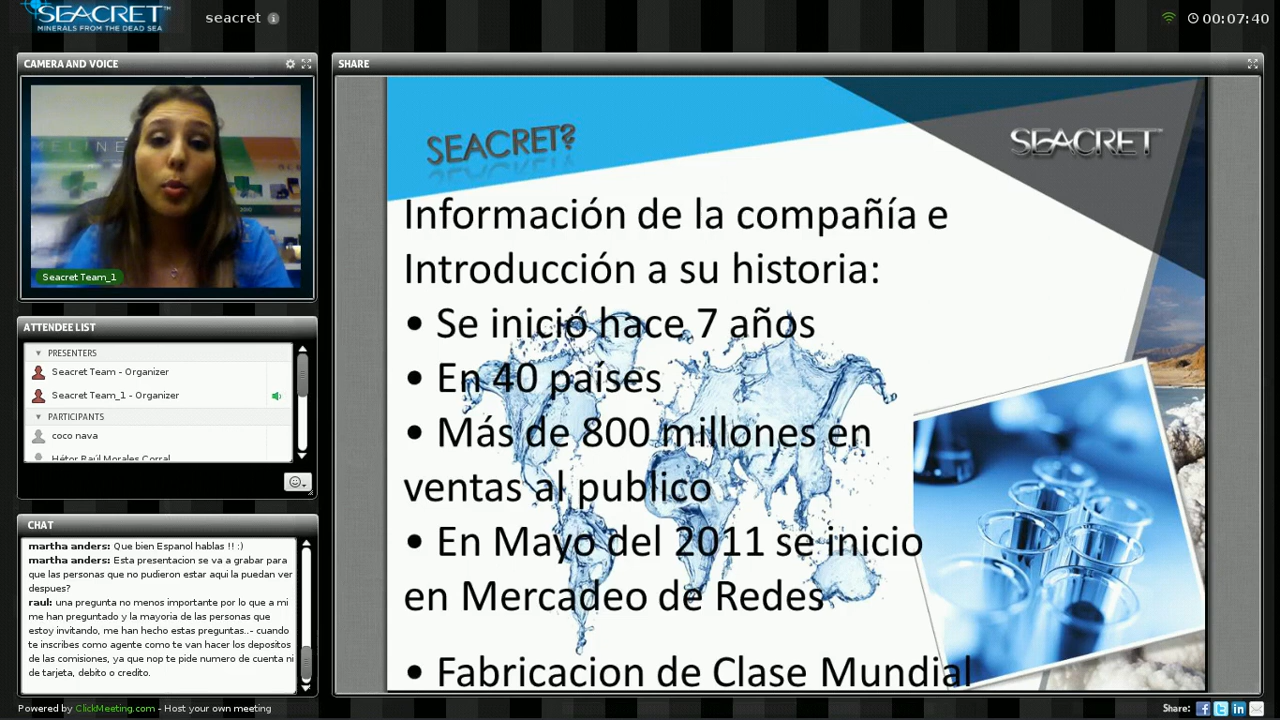 SEACRET™
MINERALS FROM THE DEAD SEA
seacret
00:07:40
CAMERA AND VOICE
Seacret Team_1
ATTENDEE LIST
PRESENTERS
Seacret Team - Organizer
Seacret Team_1 - Organizer
PARTICIPANTS
coco nava
Hétor Raúl Morales Corral
CHAT
martha anders: Que bien Espanol hablas !! :)
martha anders: Esta presentacion se va a grabar para
que las personas que no pudieron estar aqui la puedan ver
despues?
raul: una pregunta no menos importante por lo que a mi
me han preguntado y la mayoria de las personas que
estoy invitando, me han hecho estas preguntas..- cuando
te inscribes como agente como te van hacer los depositos
de las comisiones, ya que nop te pide numero de cuenta ni
de tarjeta, debito o credito.
Powered by ClickMeeting.com - Host your own meeting
SHARE
SEACRET?
SEACRET
Información de la compañía e
Introducción a su historia:
• Se inició hace 7 años
• En 40 países
• Más de 800 millones en
ventas al publico
• En Mayo del 2011 se inicio
en Mercadeo de Redes
• Fabricacion de Clase Mundial
Share: